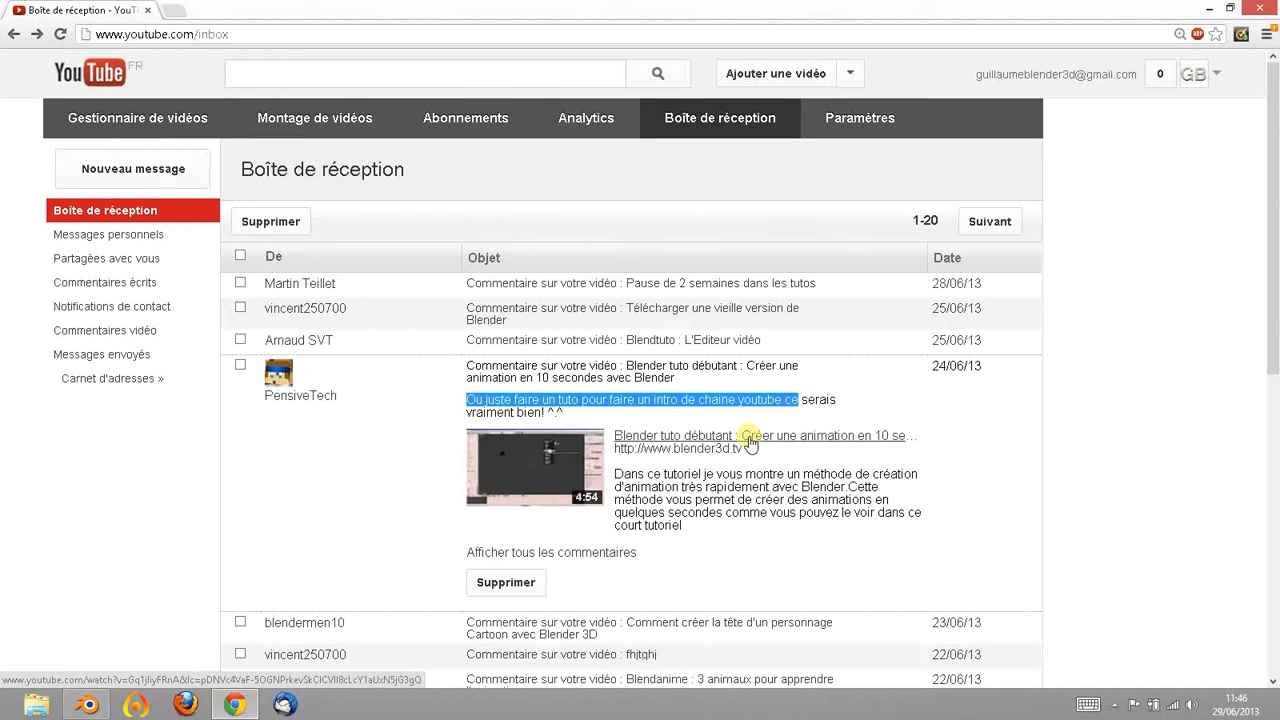 Boîte de réception - YouT
www.youtube.com/inbox
YouTube FR
Ajouter une vidéo
guillaumeblender3d@gmail.com
0
GB
Gestionnaire de vidéos
Montage de vidéos
Abonnements
Analytics
Boîte de réception
Paramètres
Nouveau message
Boîte de réception
Boîte de réception
Messages personnels
Partagées avec vous
Commentaires écrits
Notifications de contact
Commentaires vidéo
Messages envoyés
Carnet d'adresses »
Supprimer
1-20
Suivant
De
Objet
Date
Martin Teillet
Commentaire sur votre vidéo : Pause de 2 semaines dans les tutos
28/06/13
vincent250700
Commentaire sur votre vidéo : Télécharger une vieille version de
Blender
25/06/13
Arnaud SVT
Commentaire sur votre vidéo : Blendtuto : L'Editeur vidéo
25/06/13
PensiveTech
Commentaire sur votre vidéo : Blender tuto débutant : Créer une
animation en 10 secondes avec Blender
24/06/13
Ou juste faire un tuto pour faire un intro de chaine youtube ce serais
vraiment bien! ^.^
4:54
Blender tuto débutant : Créer une animation en 10 se...
http://www.blender3d.tv
Dans ce tutoriel je vous montre un méthode de création
d'animation très rapidement avec Blender.Cette
méthode vous permet de créer des animations en
quelques secondes comme vous pouvez le voir dans ce
court tutoriel
Afficher tous les commentaires
Supprimer
blendermen10
Commentaire sur votre vidéo : Comment créer la tête d'un personnage
Cartoon avec Blender 3D
23/06/13
vincent250700
Commentaire sur votre vidéo : fhjtghj
22/06/13
Commentaire sur votre vidéo : Blendanime : 3 animaux pour apprendre
22/06/13
11:46
29/06/2013